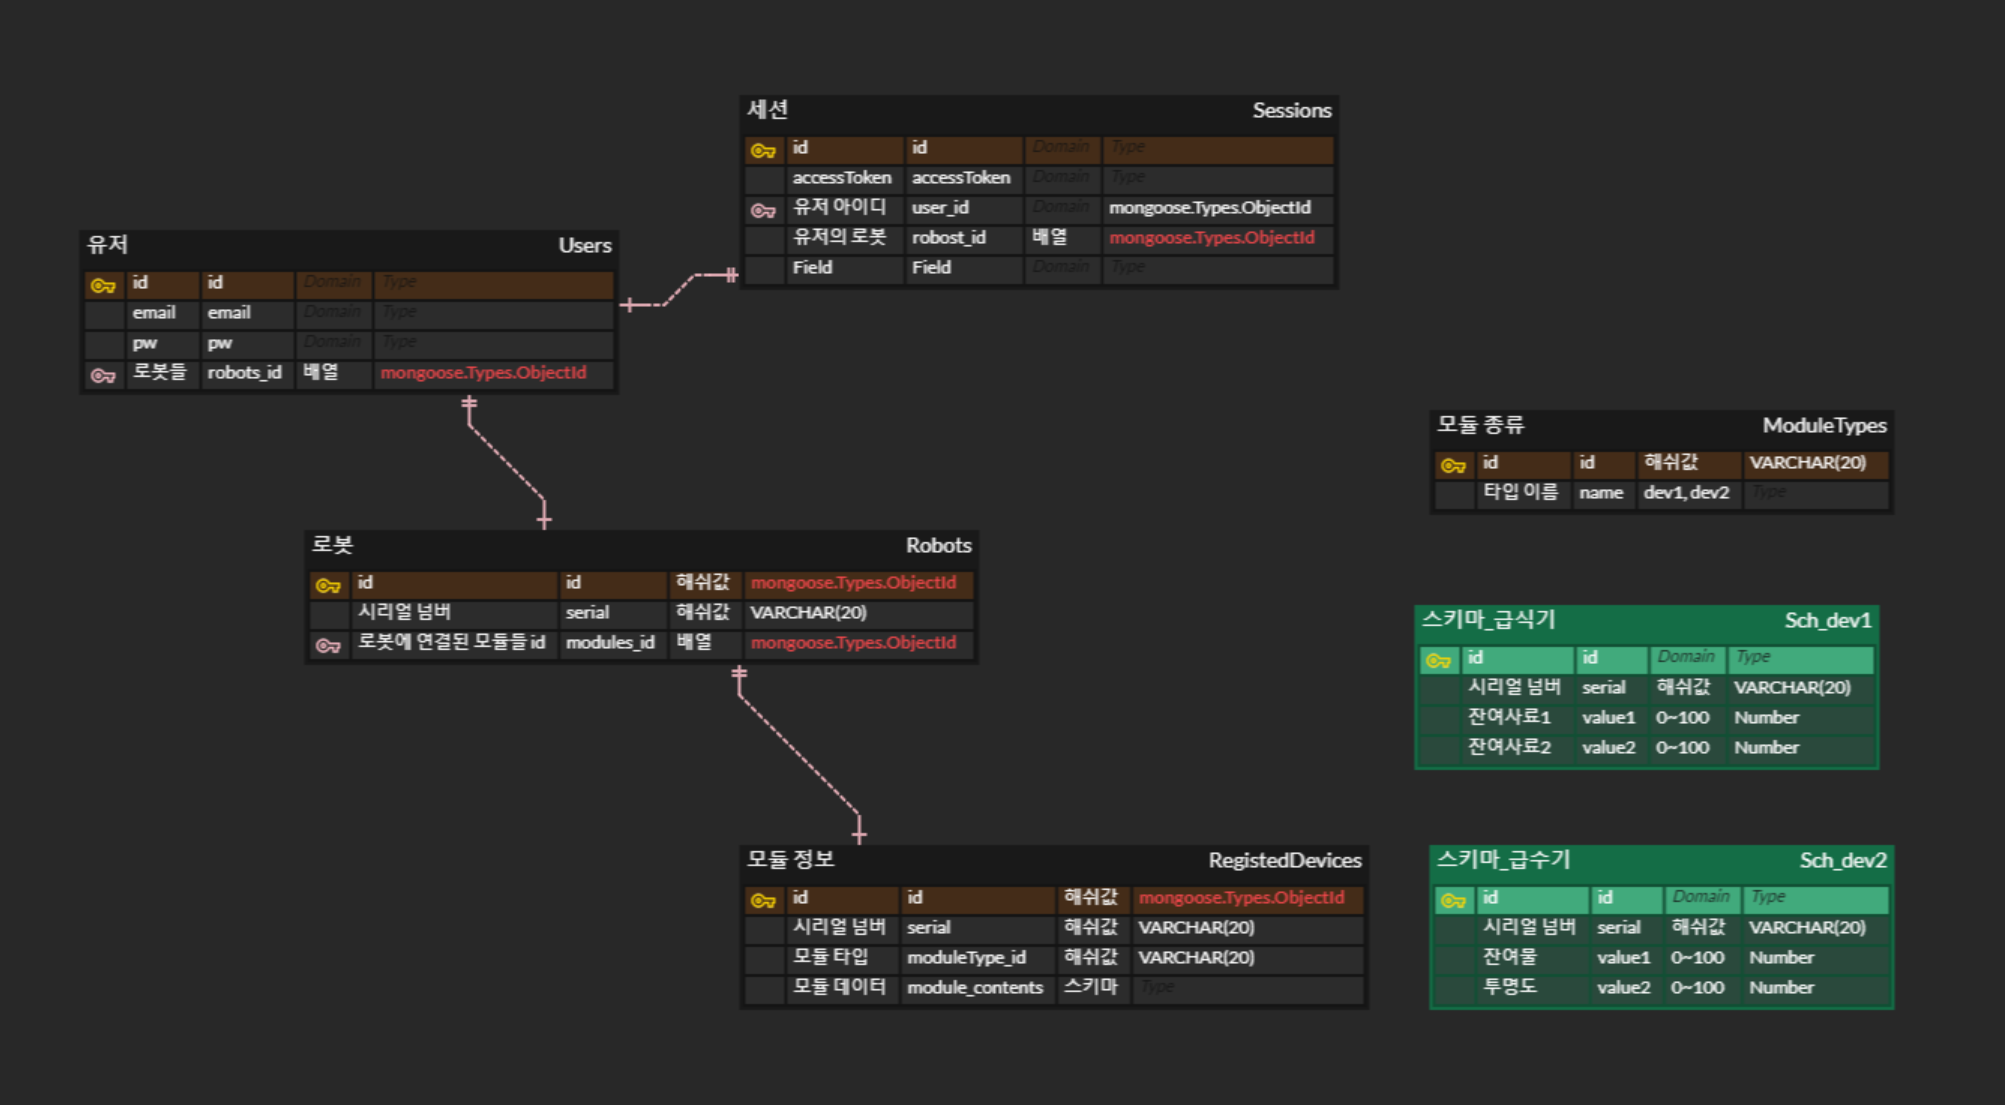 세션 Sessions
id id Domain Type
accessToken accessToken Domain Type
유저 아이디 user_id Domain mongoose.Types.ObjectId
유저의 로봇 robost_id 배열 mongoose.Types.ObjectId
Field Field Domain Type
유저 Users
id id Domain Type
email email Domain Type
pw pw Domain Type
로봇들 robots_id 배열 mongoose.Types.ObjectId
모듈 종류 ModuleTypes
id id 해쉬값 VARCHAR(20)
타입 이름 name dev1, dev2 Type
로봇 Robots
id id 해쉬값 mongoose.Types.ObjectId
시리얼 넘버 serial 해쉬값 VARCHAR(20)
로봇에 연결된 모듈들 id modules_id 배열 mongoose.Types.ObjectId
스키마_급식기 Sch_dev1
id id Domain Type
시리얼 넘버 serial 해쉬값 VARCHAR(20)
잔여사료1 value1 0~100 Number
잔여사료2 value2 0~100 Number
모듈 정보 RegistedDevices
id id 해쉬값 mongoose.Types.ObjectId
시리얼 넘버 serial 해쉬값 VARCHAR(20)
모듈 타입 moduleType_id 해쉬값 VARCHAR(20)
모듈 데이터 module_contents 스키마 Type
스키마_급수기 Sch_dev2
id id Domain Type
시리얼 넘버 serial 해쉬값 VARCHAR(20)
잔여물 value1 0~100 Number
투명도 value2 0~100 Number